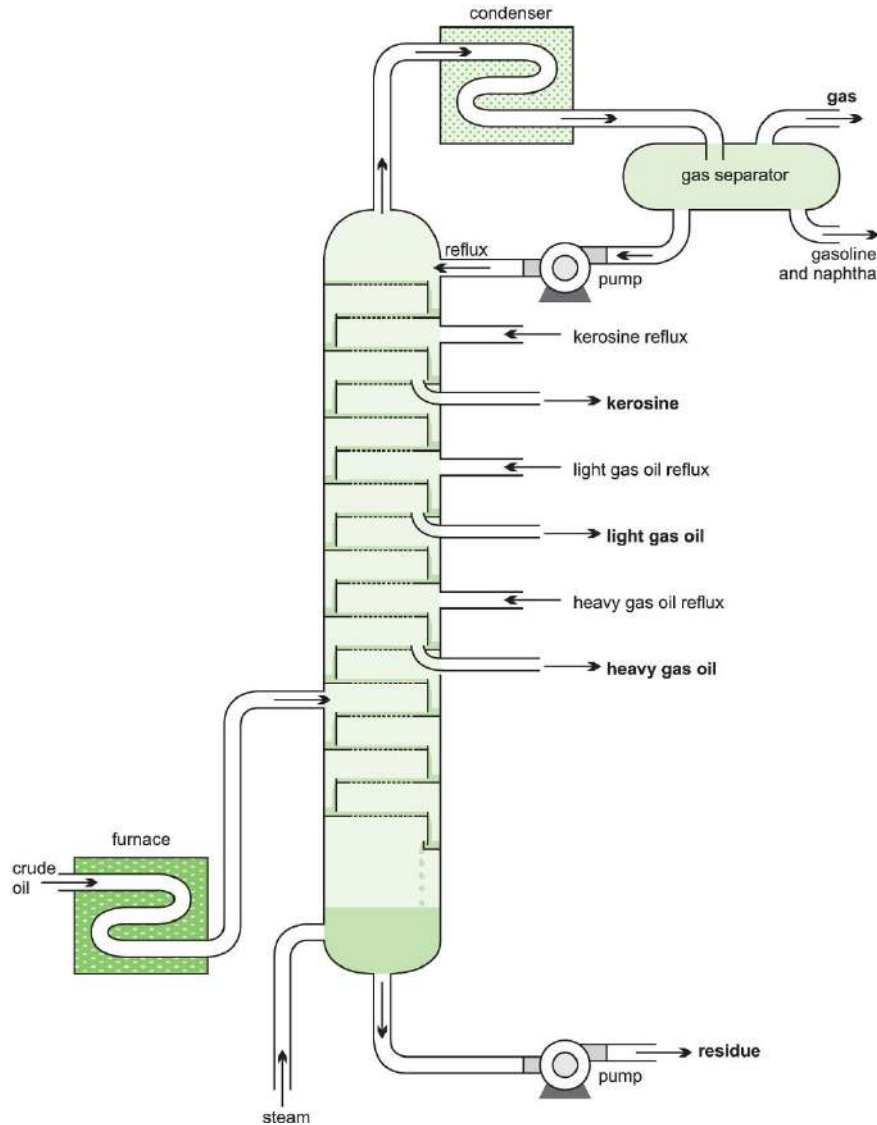 condenser
gas
gas separator
gasoline
and naphtha
reflux
pump
kerosine reflux
kerosine
light gas oil reflux
light gas oil
heavy gas oil reflux
heavy gas oil
furnace
crude
oil
residue
pump
steam